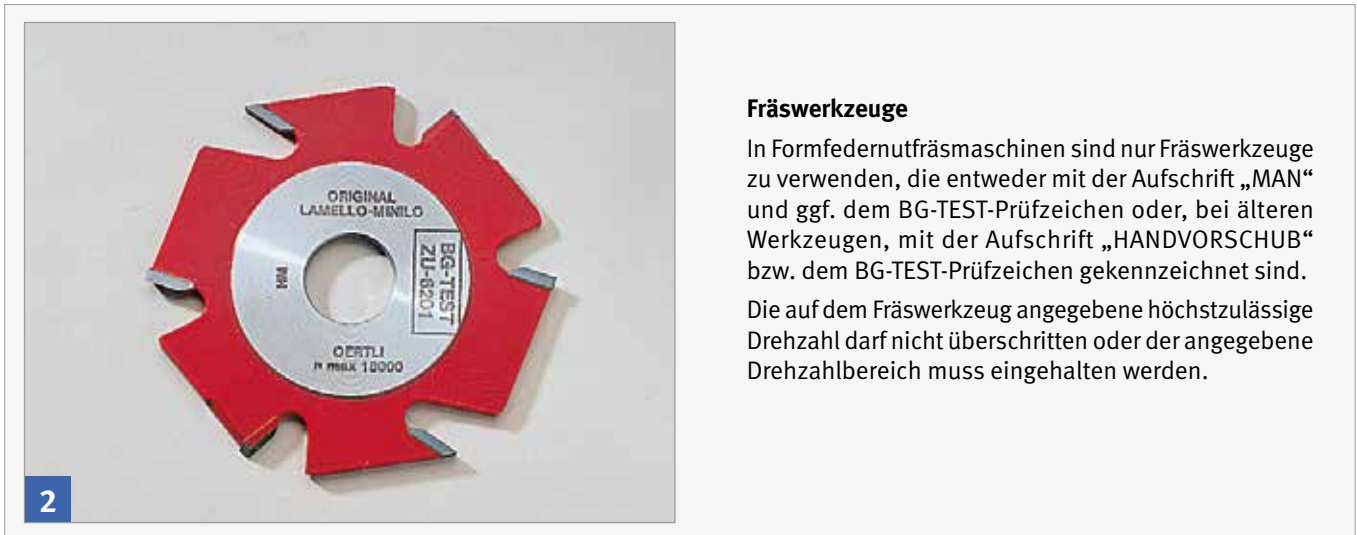 ORIGINAL
LAMELLO-MINILO
BG-TEST
ZU-6201
OERTLI
n max 18000
2
Fräswerkzeuge
In Formfedernutfräsmaschinen sind nur Fräswerkzeuge
zu verwenden, die entweder mit der Aufschrift „MAN“
und ggf. dem BG-TEST-Prüfzeichen oder, bei älteren
Werkzeugen, mit der Aufschrift „HANDVORSCHUB“
bzw. dem BG-TEST-Prüfzeichen gekennzeichnet sind.
Die auf dem Fräswerkzeug angegebene höchstzulässige
Drehzahl darf nicht überschritten oder der angegebene
Drehzahlbereich muss eingehalten werden.